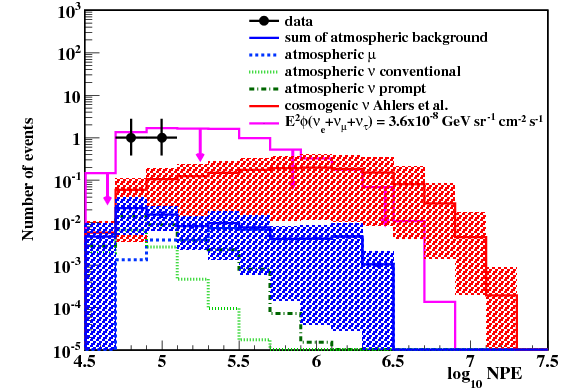 10³
data
sum of atmospheric background
10²
atmospheric μ
atmospheric ν conventional
10
atmospheric ν prompt
cosmogenic ν Ahlers et al.
E²ϕ(νₑ+ν_μ+ν_τ) = 3.6x10⁻⁸ GeV sr⁻¹ cm⁻² s⁻¹
1
10⁻¹
10⁻²
10⁻³
10⁻⁴
10⁻⁵
Number of events
4.5 5 5.5 6 6.5 7 7.5
log₁₀ NPE